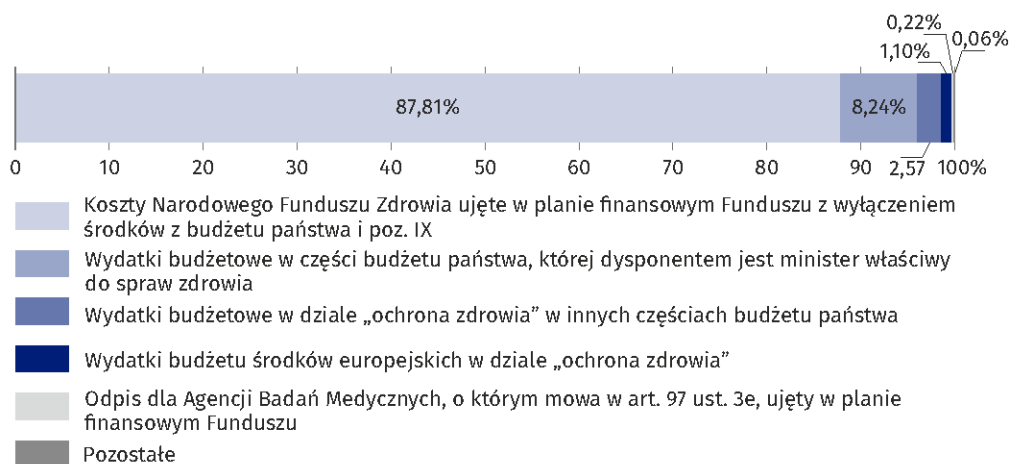 0,22%
0,06%
1,10%
87,81%
8,24%
0 10 20 30 40 50 60 70 80 90 2,57 100%
Koszty Narodowego Funduszu Zdrowia ujęte w planie finansowym Funduszu z wyłączeniem
środków z budżetu państwa i poz. IX
Wydatki budżetowe w części budżetu państwa, której dysponentem jest minister właściwy
do spraw zdrowia
Wydatki budżetowe w dziale „ochrona zdrowia” w innych częściach budżetu państwa
Wydatki budżetu środków europejskich w dziale „ochrona zdrowia”
Odpis dla Agencji Badań Medycznych, o którym mowa w art. 97 ust. 3e, ujęty w planie
finansowym Funduszu
Pozostałe